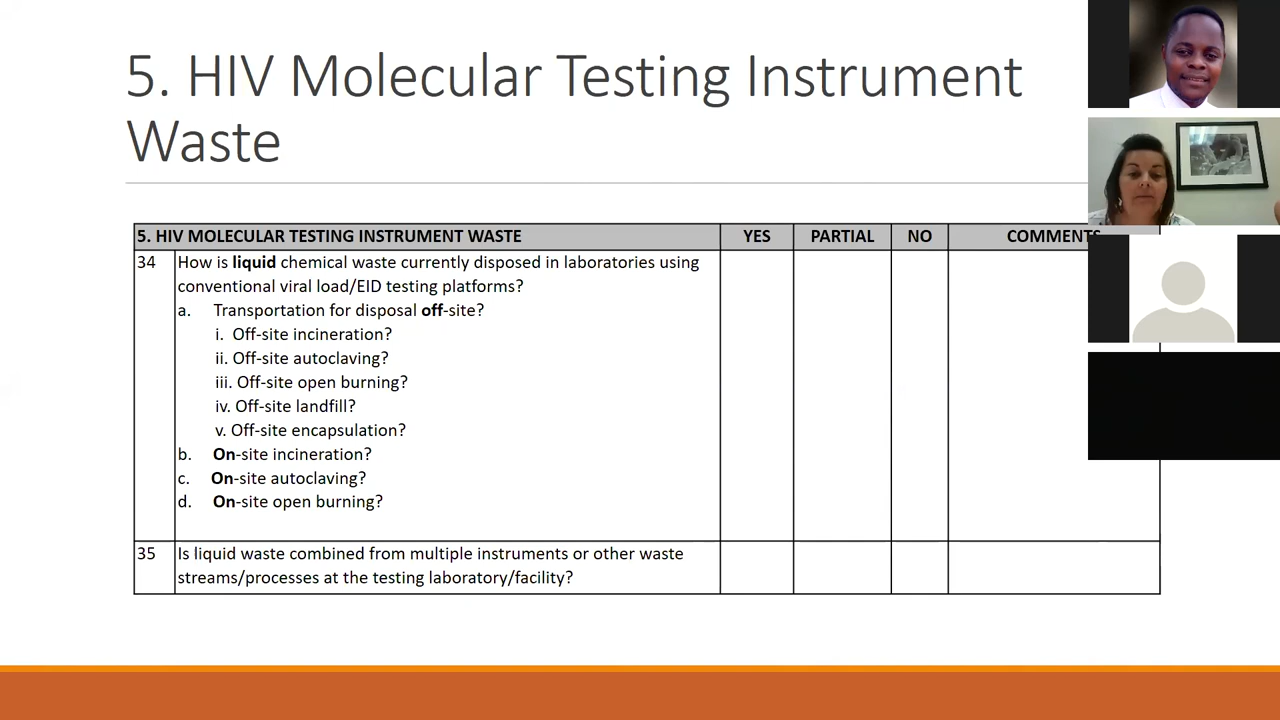 5. HIV Molecular Testing Instrument
Waste
5. HIV MOLECULAR TESTING INSTRUMENT WASTE YES PARTIAL NO COMMENTS
34 How is liquid chemical waste currently disposed in laboratories using
conventional viral load/EID testing platforms?
a. Transportation for disposal off-site?
i. Off-site incineration?
ii. Off-site autoclaving?
iii. Off-site open burning?
iv. Off-site landfill?
v. Off-site encapsulation?
b. On-site incineration?
c. On-site autoclaving?
d. On-site open burning?
35 Is liquid waste combined from multiple instruments or other waste
streams/processes at the testing laboratory/facility?